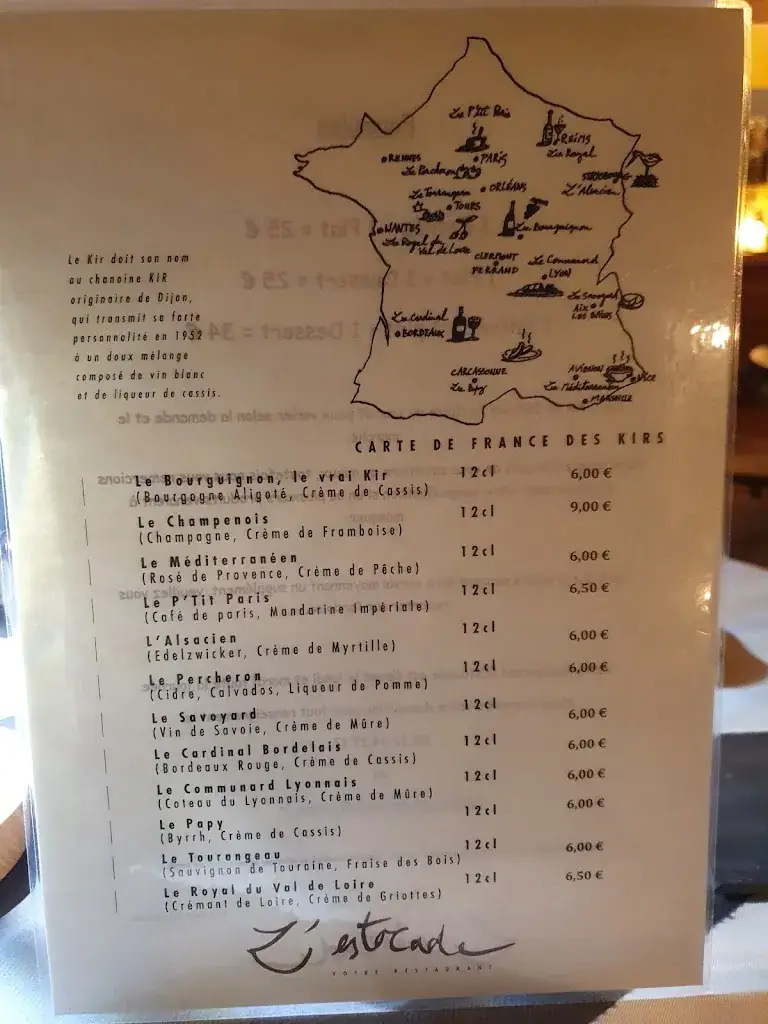 Le P'tit Paris
REIMS
Le Royal
RENNES
PARIS
Le Percheron
STRASBOURG
L'Alsacien
Le Tourangeau
ORLÉANS
TOURS
NANTES
Le Royal du
Val de Loire
Le Bourguignon
CLERMONT
FERRAND
Le Communard
LYON
Le Savoyard
AIX
LES BAINS
Le Cardinal
BORDEAUX
CARCASSONNE
Le Papy
AVIGNON
Le Méditerranéen
NICE
MARSEILLE
Le Kir doit son nom
au chanoine KIR
originaire de Dijon,
qui transmit sa forte
personnalité en 1952
à un doux mélange
composé de vin blanc
et de liqueur de cassis.
CARTE DE FRANCE DES KIRS
Le Bourguignon, le vrai Kir 12cl 6,00 €
(Bourgogne Aligoté, Crème de Cassis)
Le Champenois 12cl 9,00 €
(Champagne, Crème de Framboise)
Le Méditerranéen 12cl 6,00 €
(Rosé de Provence, Crème de Pêche)
Le P'Tit Paris 12cl 6,50 €
(Café de paris, Mandarine Impériale)
L'Alsacien 12cl 6,00 €
(Edelzwicker, Crème de Myrtille)
Le Percheron 12cl 6,00 €
(Cidre, Calvados, Liqueur de Pomme)
Le Savoyard 12cl 6,00 €
(Vin de Savoie, Crème de Mûre)
Le Cardinal Bordelais 12cl 6,00 €
(Bordeaux Rouge, Crème de Cassis)
Le Communard Lyonnais 12cl 6,00 €
(Coteau du Lyonnais, Crème de Mûre)
Le Papy 12cl 6,00 €
(Byrrh, Crème de Cassis)
Le Tourangeau 12cl 6,00 €
(Sauvignon de Touraine, Fraise des Bois)
Le Royal du Val de Loire 12cl 6,50 €
(Crémant de Loire, Crème de Griottes)
L'estocade
VOTRE RESTAURANT